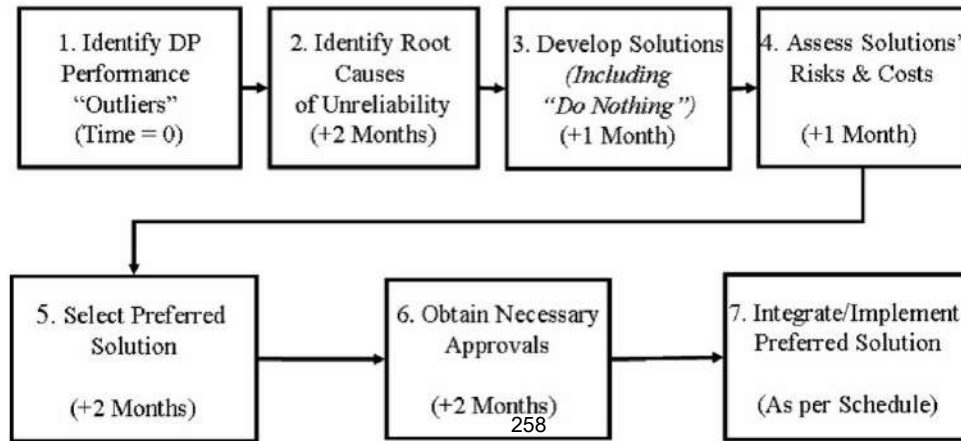 1. Identify DP
Performance
“Outliers”
(Time = 0)
2. Identify Root
Causes
of Unreliability
(+2 Months)
3. Develop Solutions
(Including
“Do Nothing”)
(+1 Month)
4. Assess Solutions’
Risks & Costs
(+1 Month)
5. Select Preferred
Solution
(+2 Months)
6. Obtain Necessary
Approvals
(+2 Months)
7. Integrate/Implement
Preferred Solution
(As per Schedule)
258